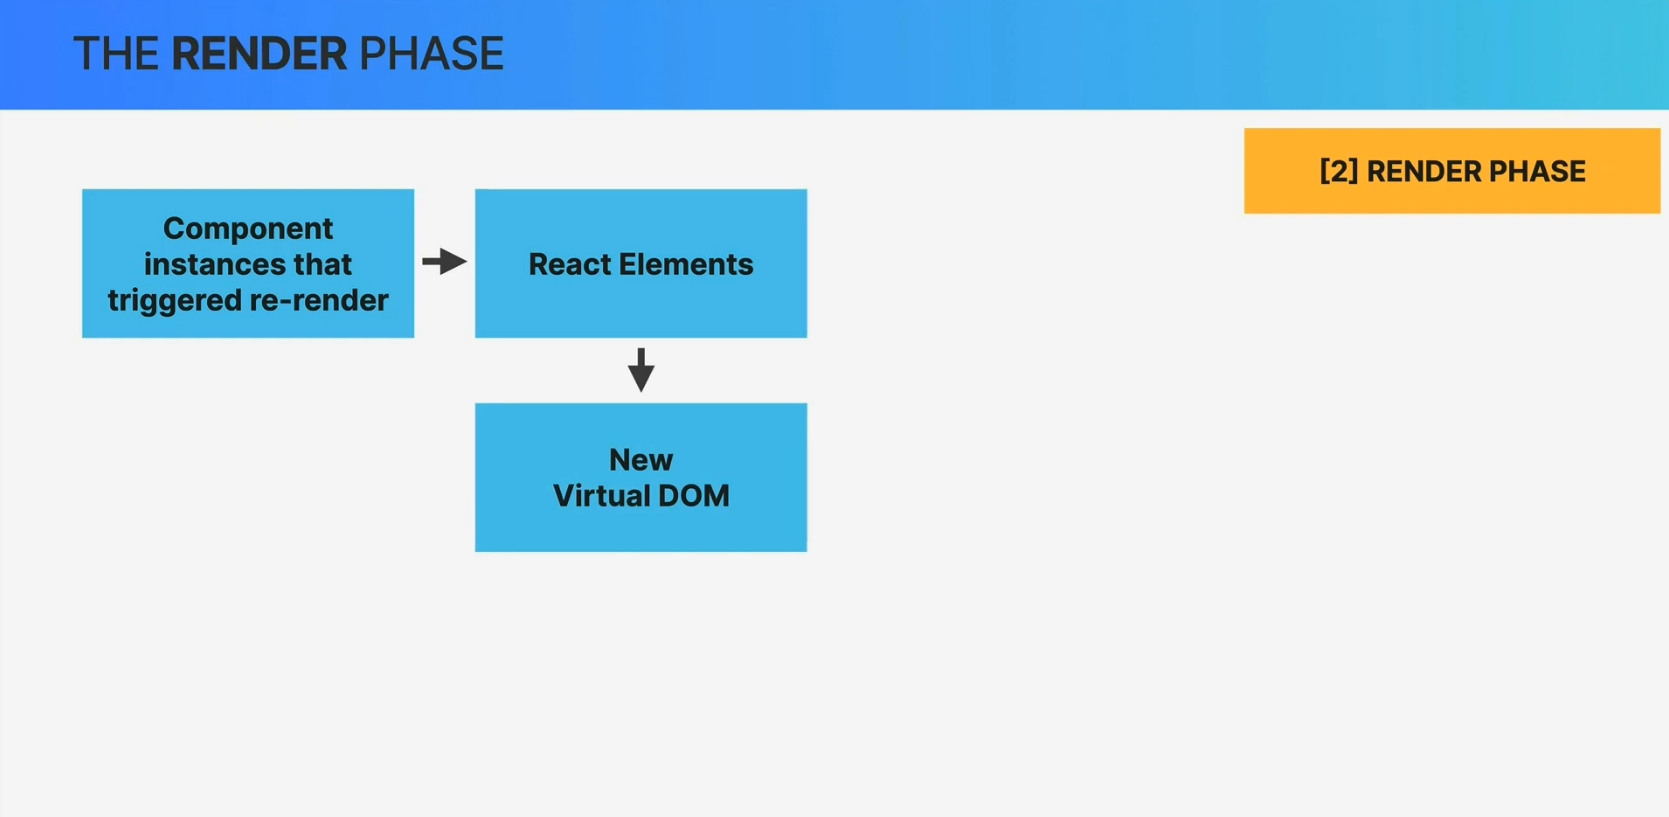 THE RENDER PHASE
[2] RENDER PHASE
Component
instances that
triggered re-render
React Elements
New
Virtual DOM